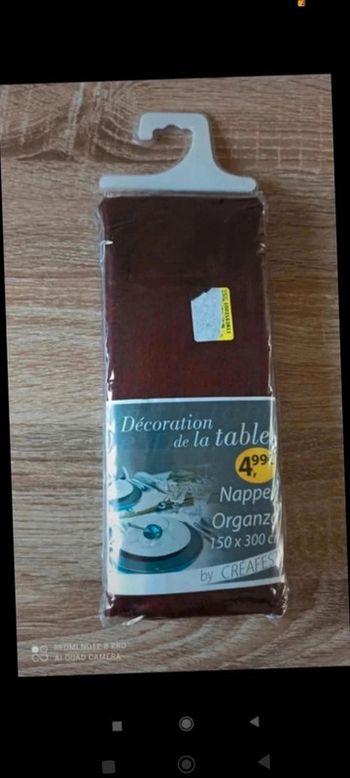 Décoration
de la table
4,99
Nappe
Organz
150 x 300 c
by CREAFES
REDMI NOTE 8 PRO
AI QUAD CAMERA